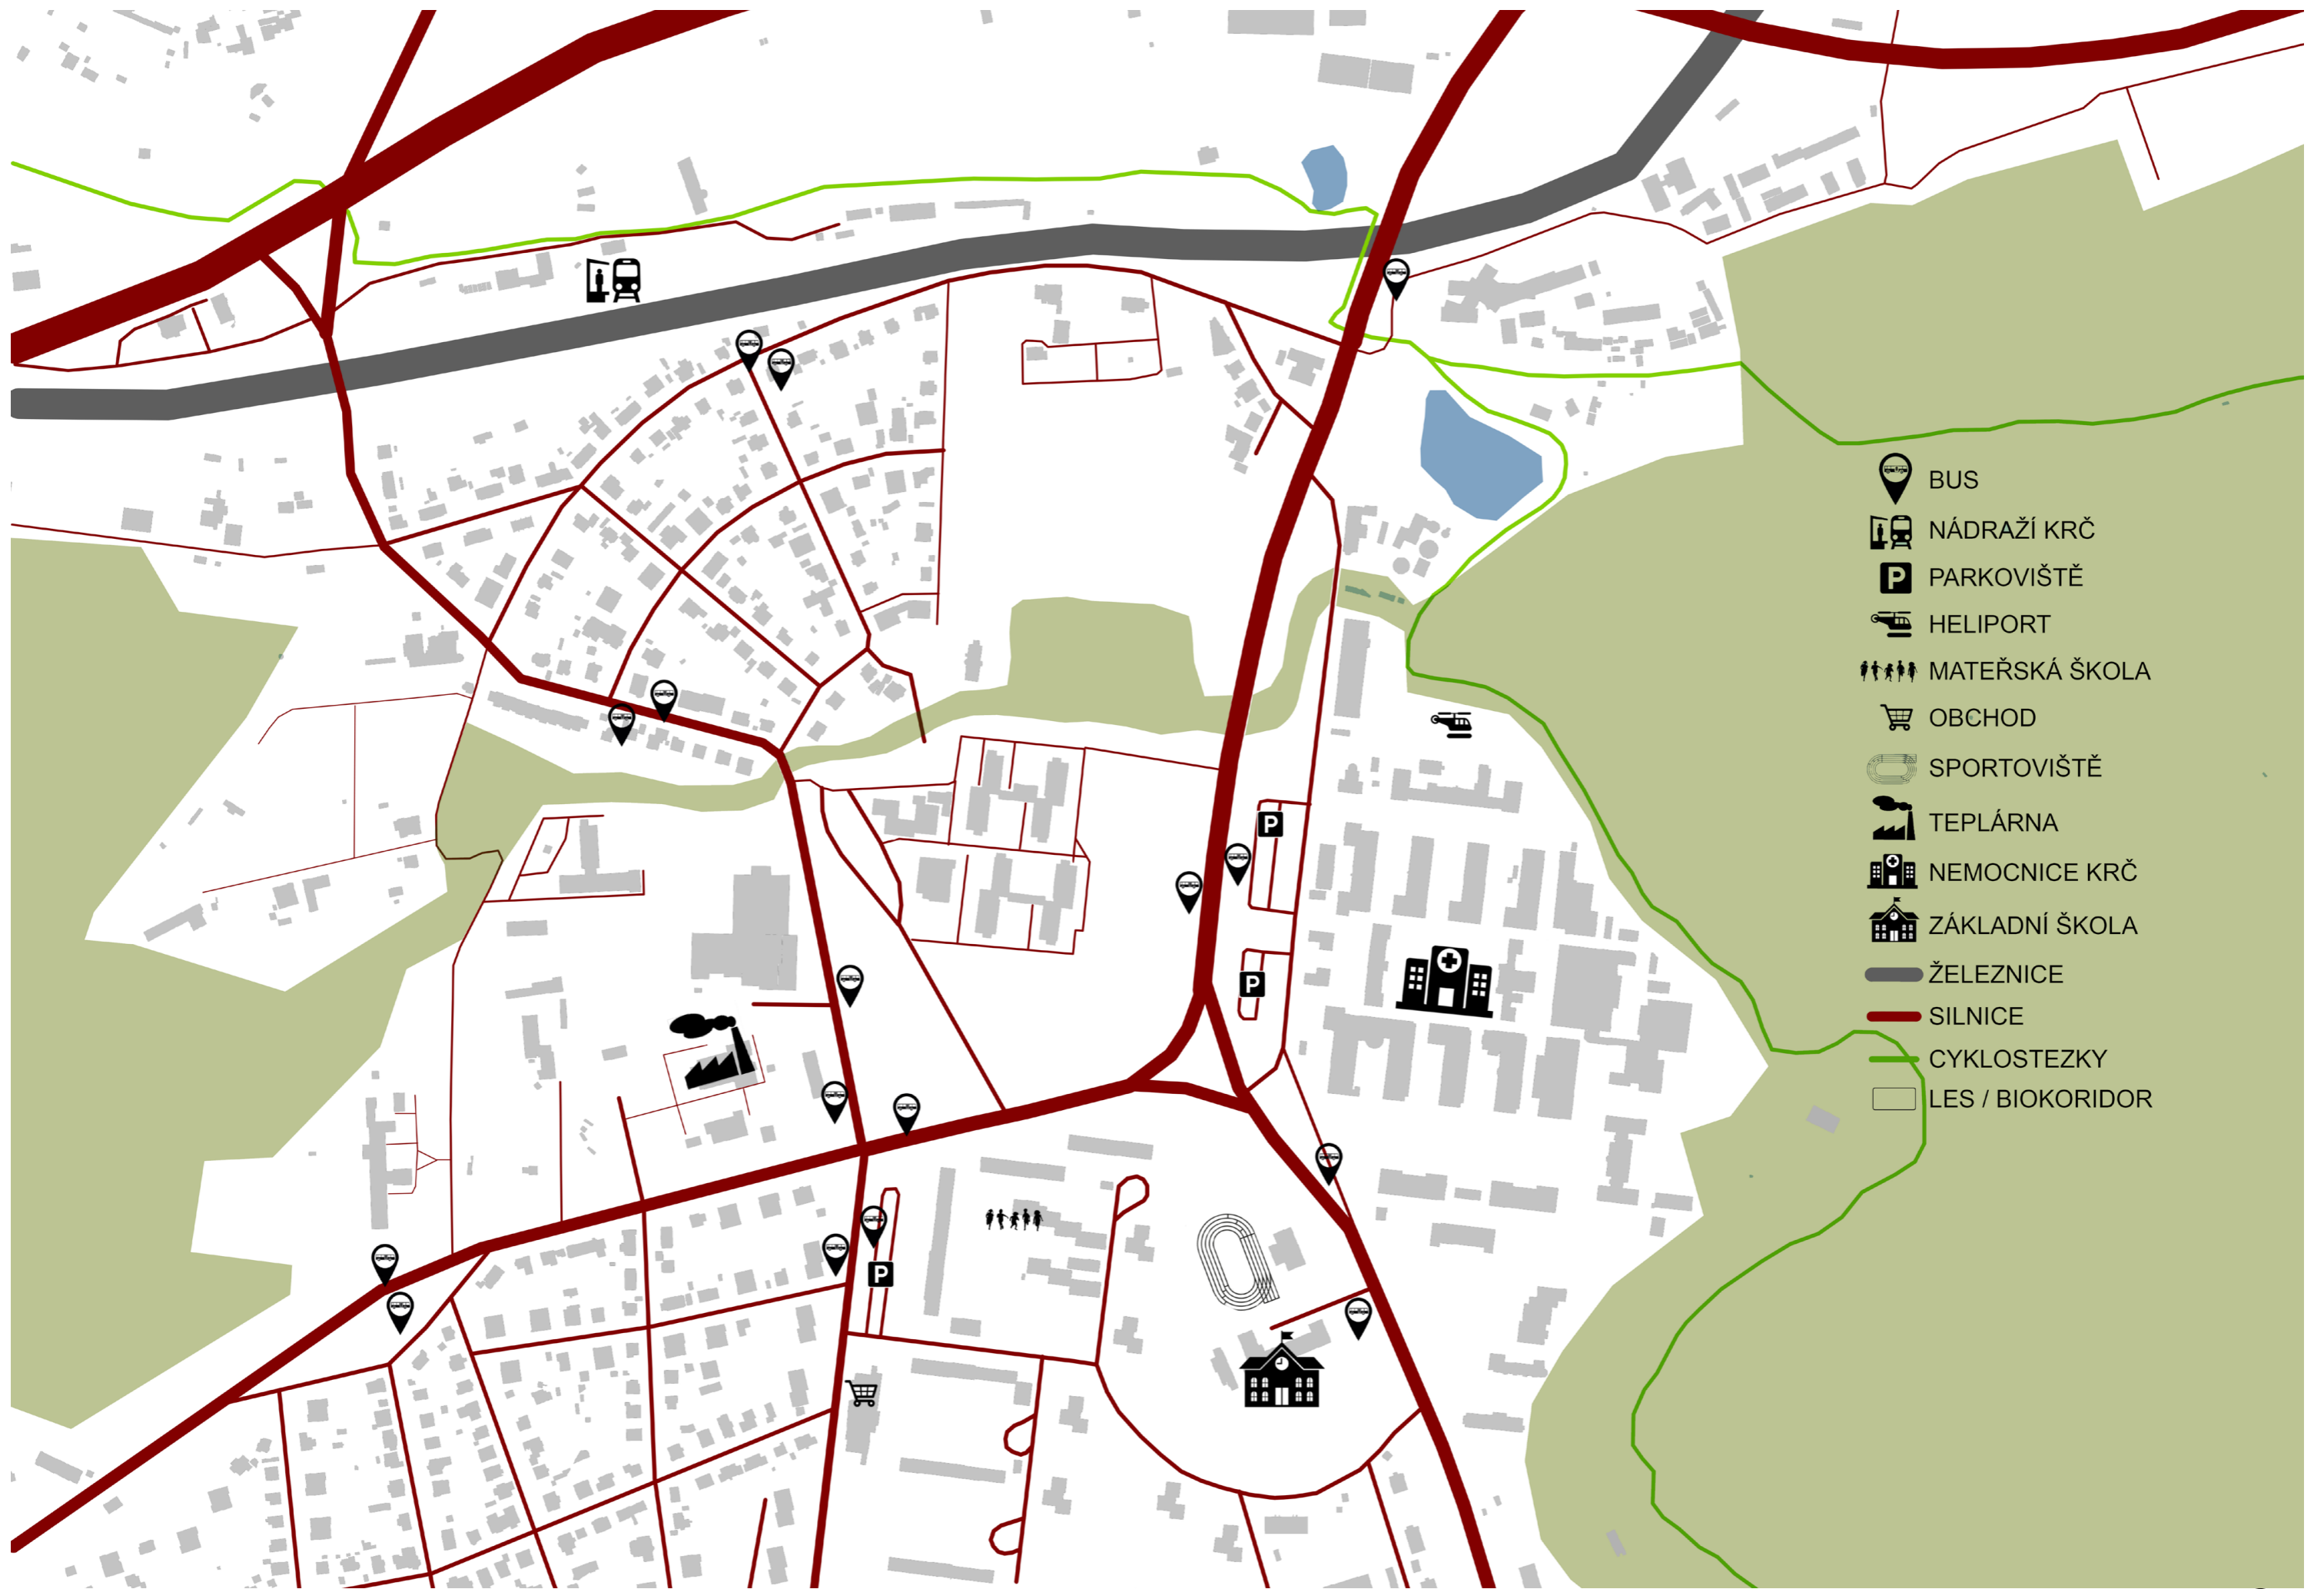 BUS
NÁDRAŽÍ KRČ
P PARKOVIŠTĚ
HELIPORT
MATEŘSKÁ ŠKOLA
OBCHOD
SPORTOVIŠTĚ
P
TEPLÁRNA
NEMOCNICE KRČ
ZÁKLADNÍ ŠKOLA
ŽELEZNICE
P
SILNICE
CYKLOSTEZKY
LES / BIOKORIDOR
P